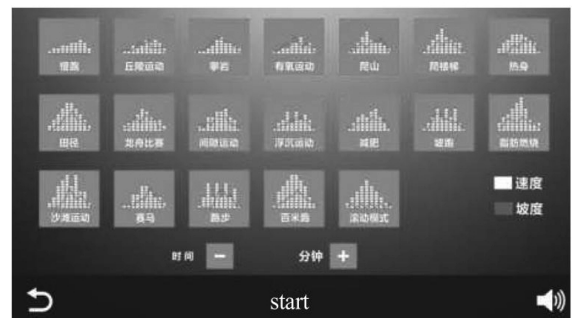 慢跑 丘陵运动 攀岩 有氧运动 爬山 爬楼梯 热身
田径 龙舟比赛 间隙运动 浮沉运动 减肥 坡跑 脂肪燃烧
沙滩运动 赛马 跑步 百米跑 滚动模式
速度
坡度
时间 − 分钟 +
start